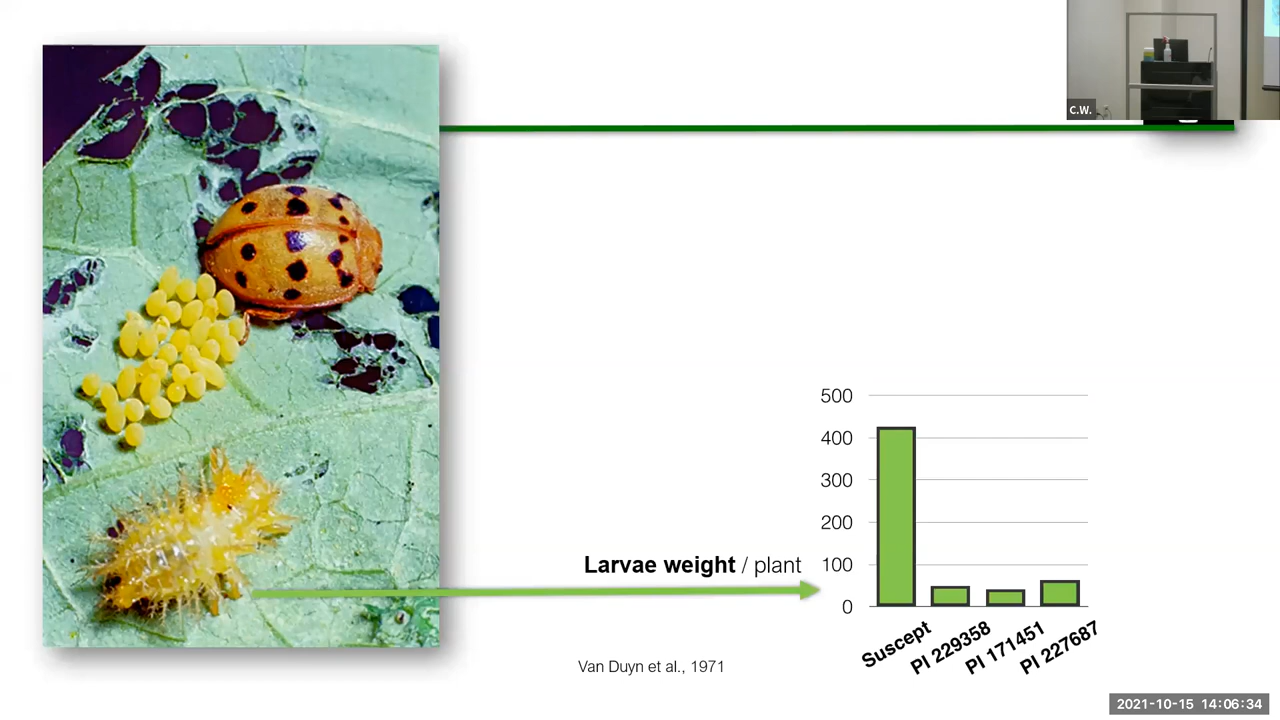 C.W.
500
400
300
200
100
0
Larvae weight / plant
Suscept
PI 229358
PI 171451
PI 227687
Van Duyn et al., 1971
2021-10-15 14:06:34